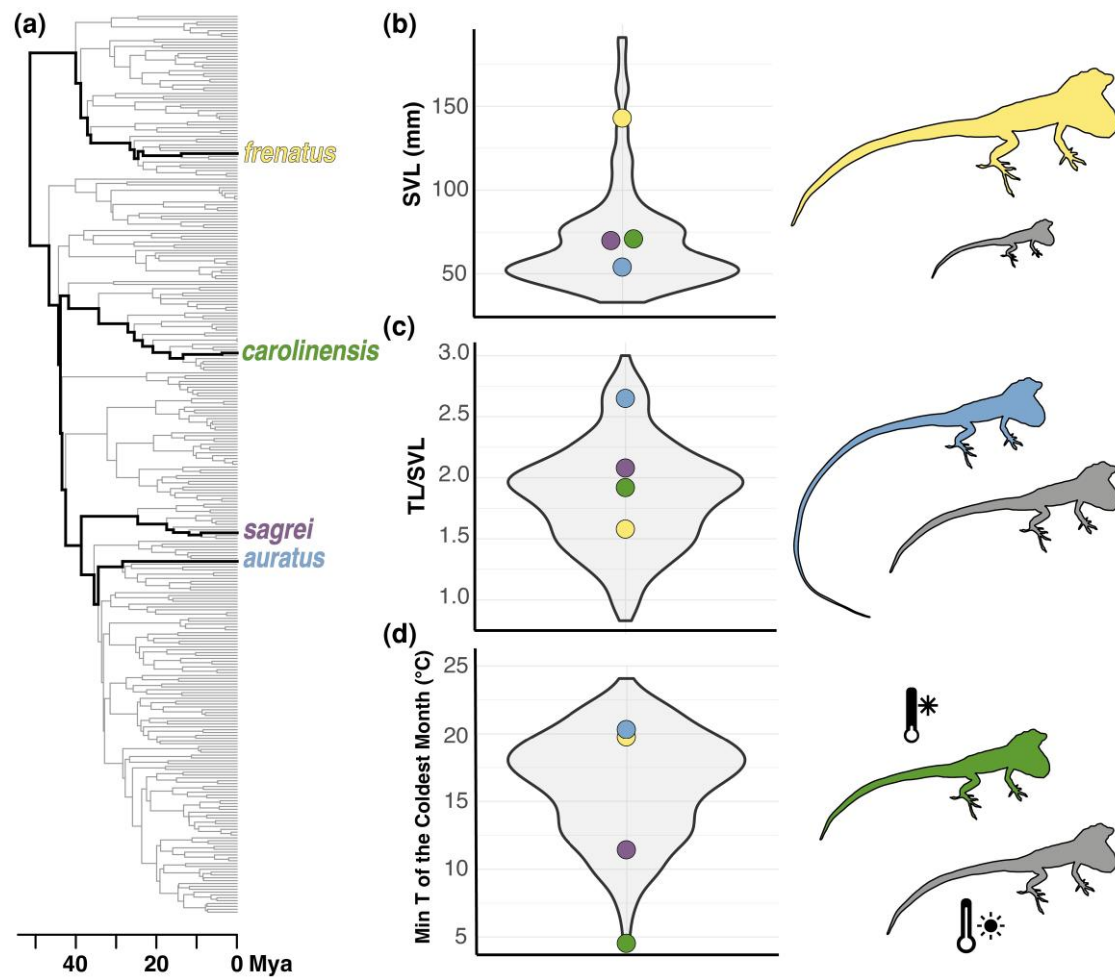 (a)
frenatus
carolinensis
sagrei
auratus
40 20 0 Mya
(b)
SVL (mm)
150
100
50
(c)
TL/SVL
3.0
2.5
2.0
1.5
1.0
(d)
Min T of the Coldest Month (°C)
25
20
15
10
5